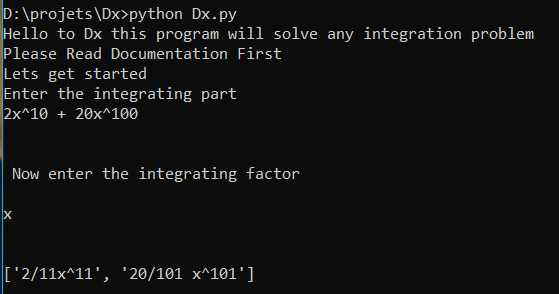 D:\projets\Dx>python Dx.py
Hello to Dx this program will solve any integration problem
Please Read Documentation First
Lets get started
Enter the integrating part
2x^10 + 20x^100
Now enter the integrating factor
x
['2/11x^11', '20/101 x^101']